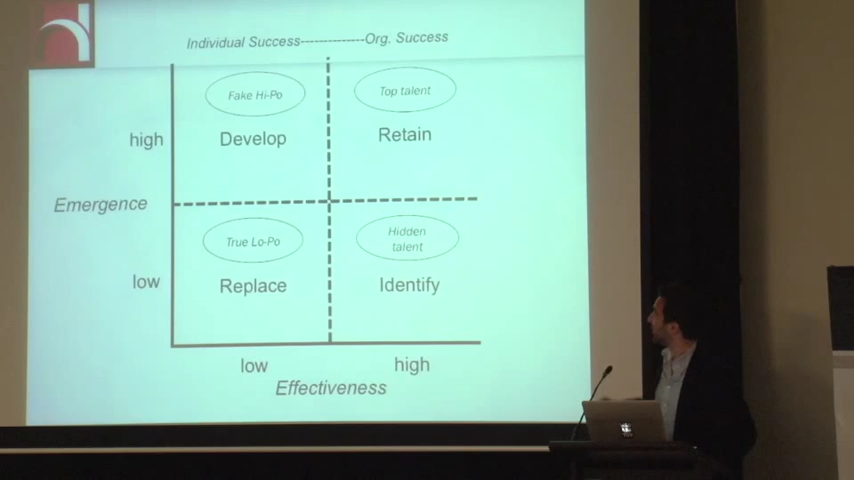 Individual Success-------------Org. Success
Fake Hi-Po
Top talent
Develop
Retain
high
Emergence
True Lo-Po
Hidden
talent
low
Replace
Identify
low
high
Effectiveness